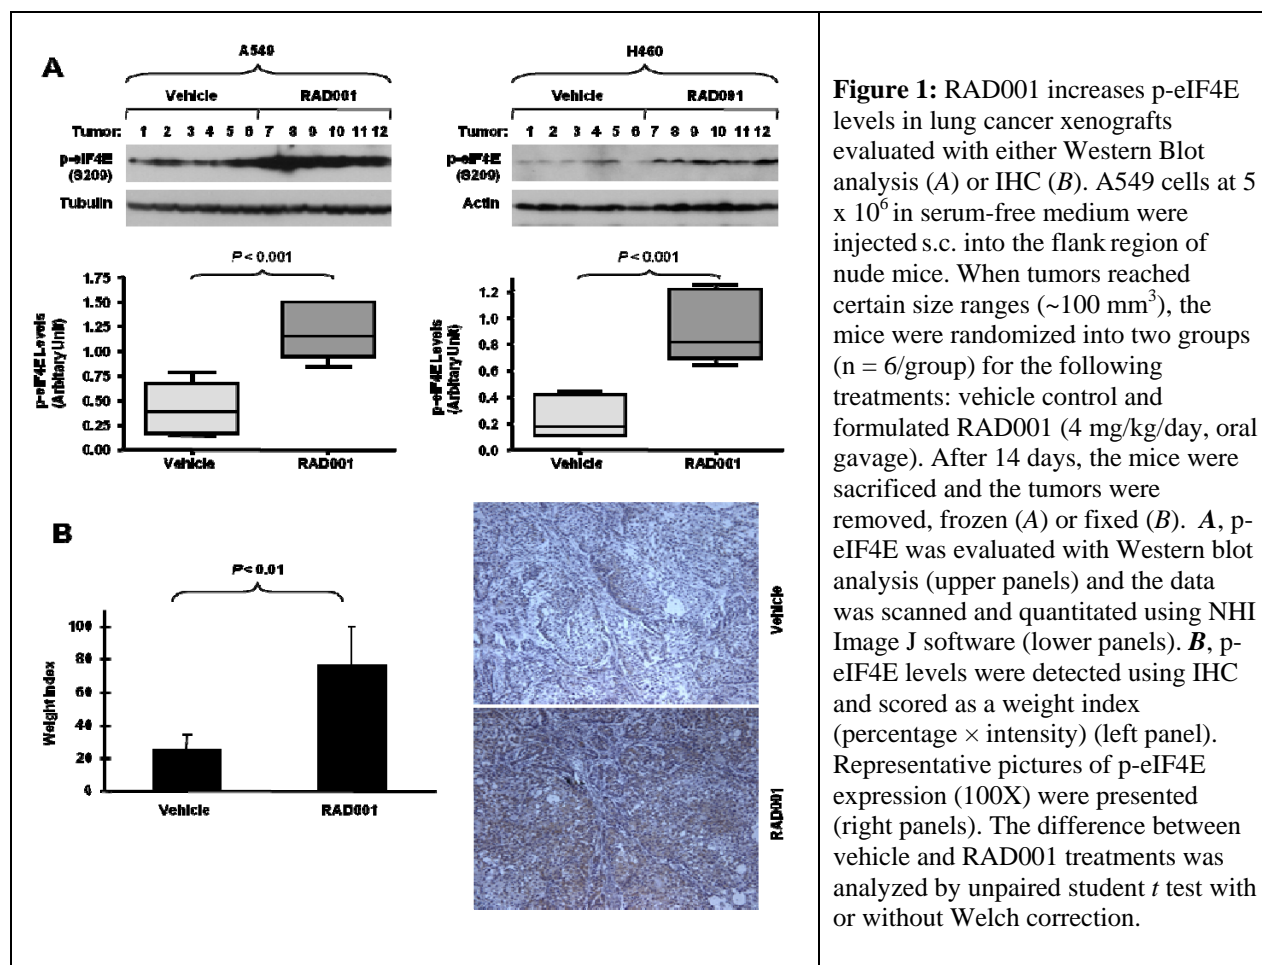 A
A549
Vehicle RAD001
Tumor: 1 2 3 4 5 6 7 8 9 10 11 12
p-eIF4E
(S209)
Tubulin
P < 0.001
1.75
1.50
1.25
1.00
0.75
0.50
0.25
0.00
p-eIF4E Levels
(Arbitary Unit)
Vehicle RAD001
H460
Vehicle RAD001
Tumor: 1 2 3 4 5 6 7 8 9 10 11 12
p-eIF4E
(S209)
Actin
P < 0.001
1.2
1.0
0.8
0.6
0.4
0.2
0.0
p-eIF4E Levels
(Arbitary Unit)
Vehicle RAD001
B
P < 0.01
100
80
60
40
20
0
Weight Index
Vehicle RAD001
Vehicle
RAD001
Figure 1: RAD001 increases p-eIF4E
levels in lung cancer xenografts
evaluated with either Western Blot
analysis (A) or IHC (B). A549 cells at 5
x 10^6 in serum-free medium were
injected s.c. into the flank region of
nude mice. When tumors reached
certain size ranges (~100 mm^3), the
mice were randomized into two groups
(n = 6/group) for the following
treatments: vehicle control and
formulated RAD001 (4 mg/kg/day, oral
gavage). After 14 days, the mice were
sacrificed and the tumors were
removed, frozen (A) or fixed (B). A, p-
eIF4E was evaluated with Western blot
analysis (upper panels) and the data
was scanned and quantitated using NHI
Image J software (lower panels). B, p-
eIF4E levels were detected using IHC
and scored as a weight index
(percentage × intensity) (left panel).
Representative pictures of p-eIF4E
expression (100X) were presented
(right panels). The difference between
vehicle and RAD001 treatments was
analyzed by unpaired student t test with
or without Welch correction.